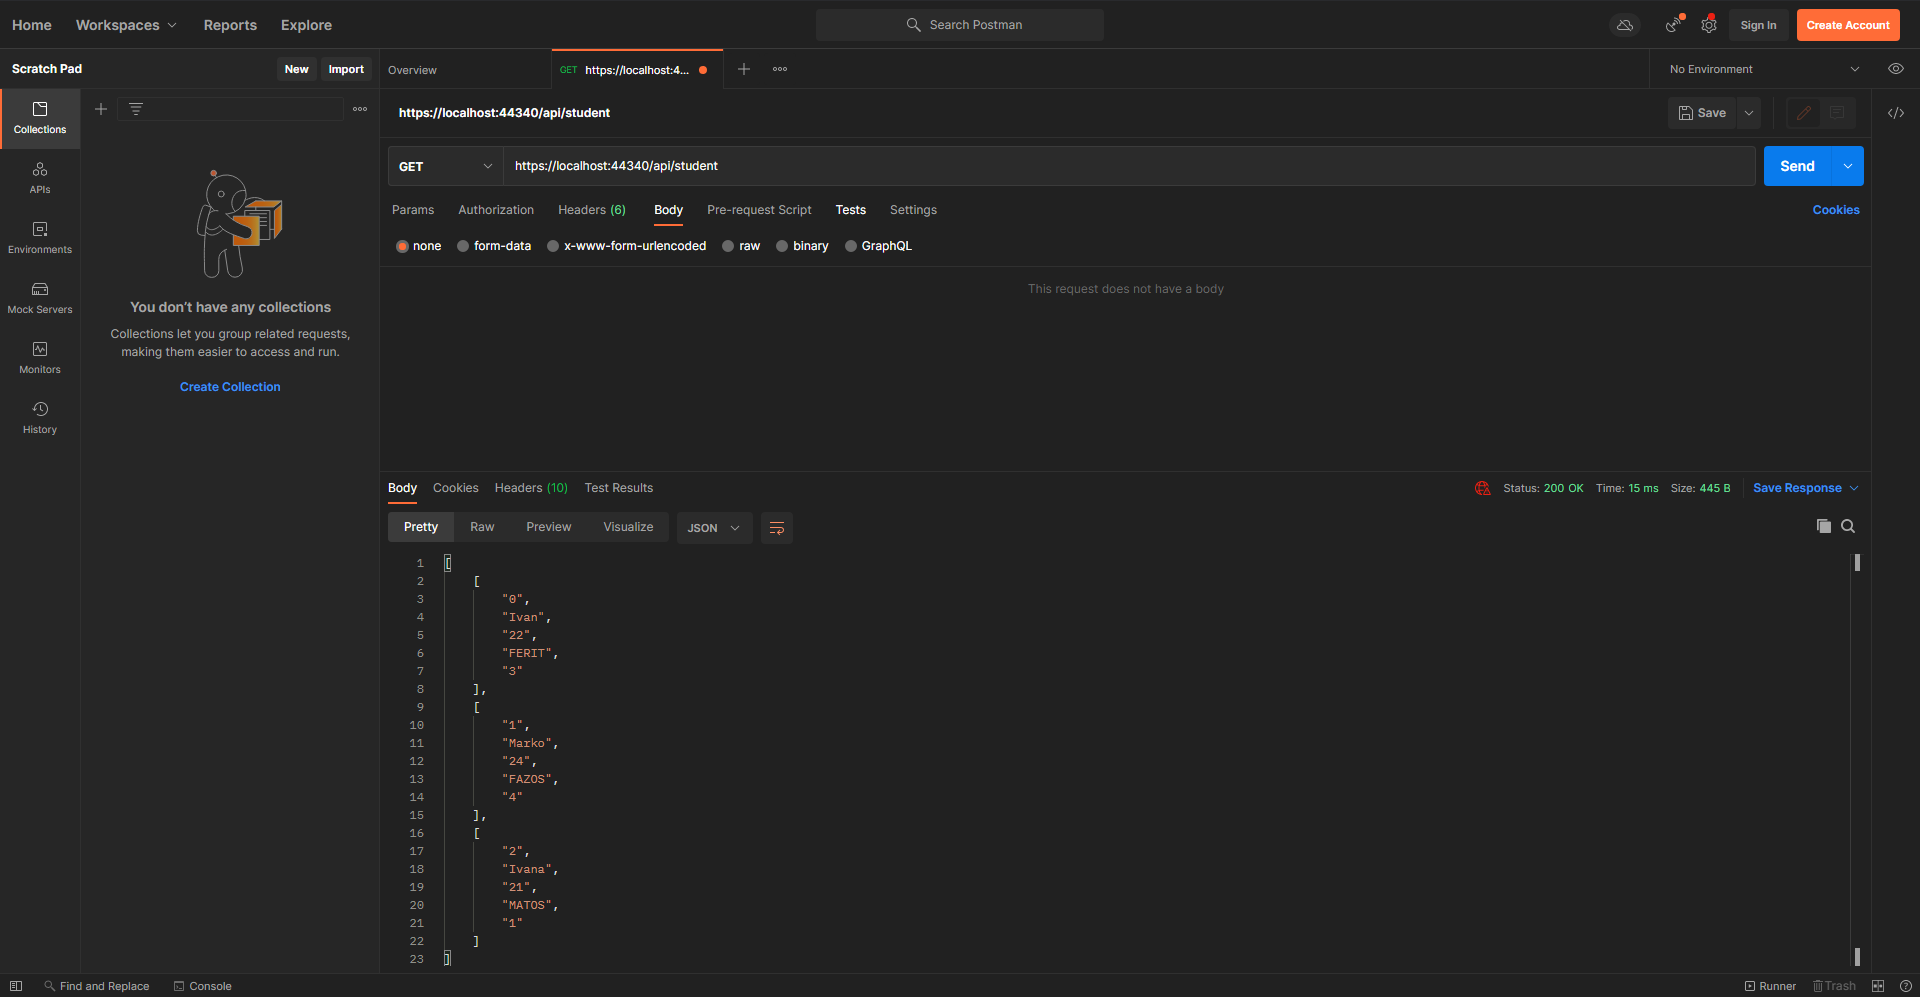 Home Workspaces Reports Explore Search Postman Sign In Create Account
Scratch Pad New Import Overview GET https://localhost:4... No Environment
Collections
APIs
Environments
Mock Servers
Monitors
History
You don't have any collections
Collections let you group related requests,
making them easier to access and run.
Create Collection
https://localhost:44340/api/student Save
GET https://localhost:44340/api/student Send
Params Authorization Headers (6) Body Pre-request Script Tests Settings Cookies
none form-data x-www-form-urlencoded raw binary GraphQL
This request does not have a body
Body Cookies Headers (10) Test Results Status: 200 OK Time: 15 ms Size: 445 B Save Response
Pretty Raw Preview Visualize JSON
1 [
2 [
3 "0",
4 "Ivan",
5 "22",
6 "FERIT",
7 "3"
8 ],
9 [
10 "1",
11 "Marko",
12 "24",
13 "FAZOS",
14 "4"
15 ],
16 [
17 "2",
18 "Ivana",
19 "21",
20 "MATOS",
21 "1"
22 ]
23 ]
Find and Replace Console Runner Trash